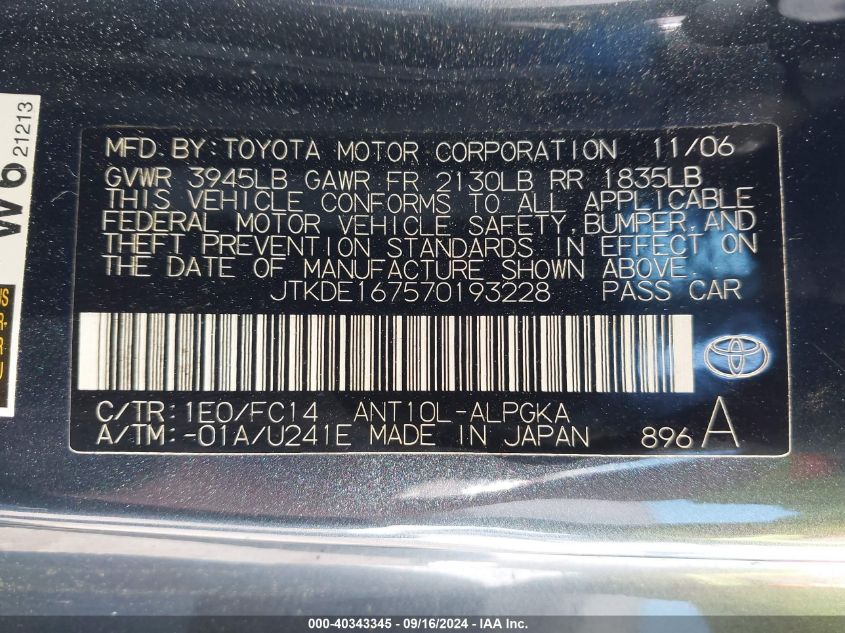 MFD BY: TOYOTA MOTOR CORPORATION 11/06
GVWR 3945LB GAWR FR 2130LB RR 1835LB
THIS VEHICLE CONFORMS TO ALL APPLICABLE
FEDERAL MOTOR VEHICLE SAFETY, BUMPER, AND
THEFT PREVENTION STANDARDS IN EFFECT ON
THE DATE OF MANUFACTURE SHOWN ABOVE.
JTKDE167570193228 PASS CAR
C/TR: 1E0/FC14 ANT10L-ALPGKA
A/TM: -01A/U241E MADE IN JAPAN 896 A
21213
000-40343345 - 09/16/2024 - IAA Inc.